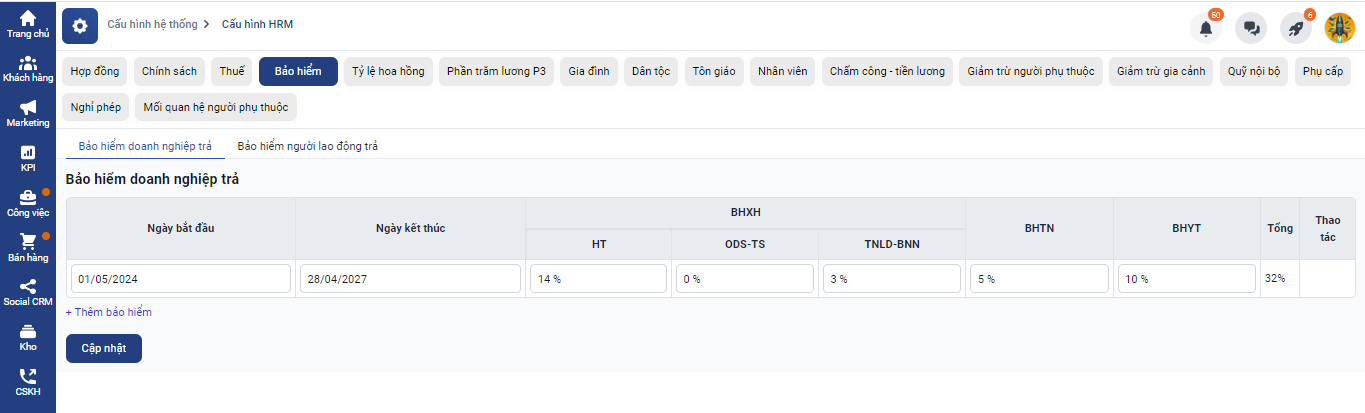 Trang chủ
Khách hàng
Marketing
KPI
Công việc
Bán hàng
Social CRM
Kho
CSKH
Cấu hình hệ thống > Cấu hình HRM
50
6
Hợp đồng Chính sách Thuế Bảo hiểm Tỷ lệ hoa hồng Phần trăm lương P3 Gia đình Dân tộc Tôn giáo Nhân viên Chấm công - tiền lương Giảm trừ người phụ thuộc Giảm trừ gia cảnh Quỹ nội bộ Phụ cấp
Nghỉ phép Mối quan hệ người phụ thuộc
Bảo hiểm doanh nghiệp trả Bảo hiểm người lao động trả
Bảo hiểm doanh nghiệp trả
Ngày bắt đầu Ngày kết thúc BHXH BHTN BHYT Tổng Thao
tác
HT ODS-TS TNLD-BNN
01/05/2024 28/04/2027 14 % 0 % 3 % 5 % 10 % 32%
+ Thêm bảo hiểm
Cập nhật